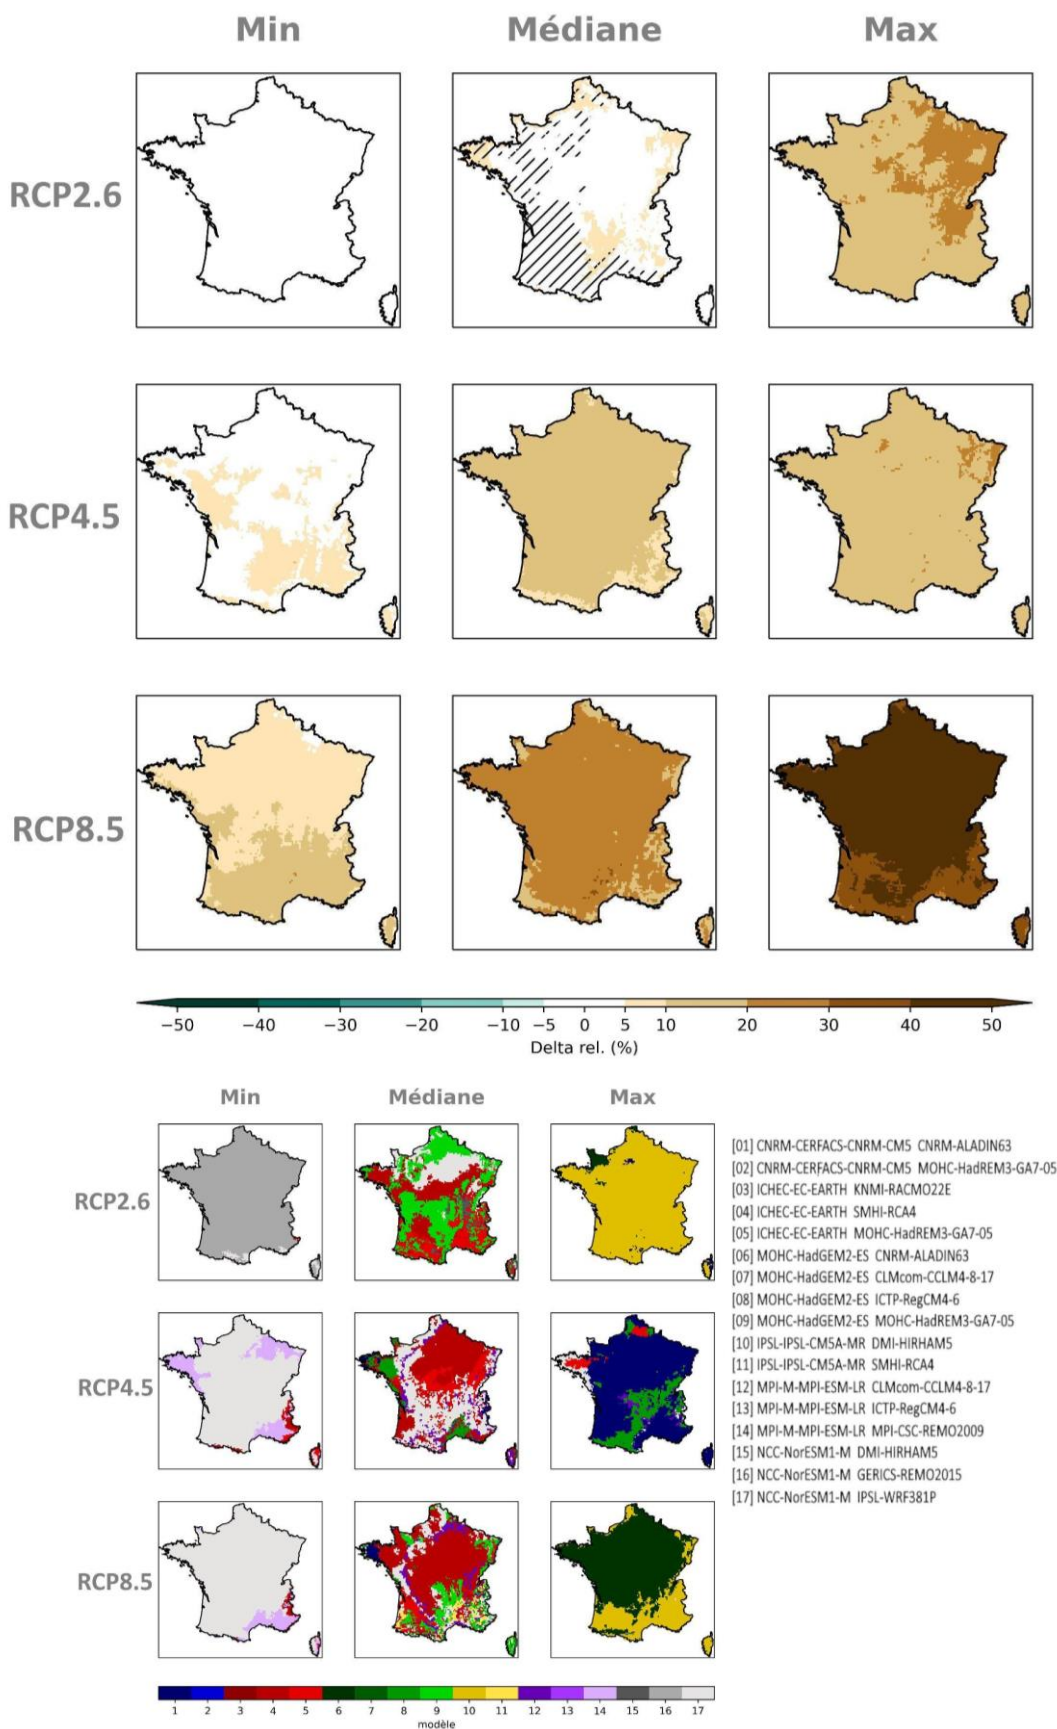 Min Médiane Max
RCP2.6
RCP4.5
RCP8.5
−50 −40 −30 −20 −10 −5 0 5 10 20 30 40 50
Delta rel. (%)
Min Médiane Max
RCP2.6
RCP4.5
RCP8.5
[01] CNRM-CERFACS-CNRM-CM5 CNRM-ALADIN63
[02] CNRM-CERFACS-CNRM-CM5 MOHC-HadREM3-GA7-05
[03] ICHEC-EC-EARTH KNMI-RACMO22E
[04] ICHEC-EC-EARTH SMHI-RCA4
[05] ICHEC-EC-EARTH MOHC-HadREM3-GA7-05
[06] MOHC-HadGEM2-ES CNRM-ALADIN63
[07] MOHC-HadGEM2-ES CLMcom-CCLM4-8-17
[08] MOHC-HadGEM2-ES ICTP-RegCM4-6
[09] MOHC-HadGEM2-ES MOHC-HadREM3-GA7-05
[10] IPSL-IPSL-CM5A-MR DMI-HIRHAM5
[11] IPSL-IPSL-CM5A-MR SMHI-RCA4
[12] MPI-M-MPI-ESM-LR CLMcom-CCLM4-8-17
[13] MPI-M-MPI-ESM-LR ICTP-RegCM4-6
[14] MPI-M-MPI-ESM-LR MPI-CSC-REMO2009
[15] NCC-NorESM1-M DMI-HIRHAM5
[16] NCC-NorESM1-M GERICS-REMO2015
[17] NCC-NorESM1-M IPSL-WRF381P
1 2 3 4 5 6 7 8 9 10 11 12 13 14 15 16 17
modèle